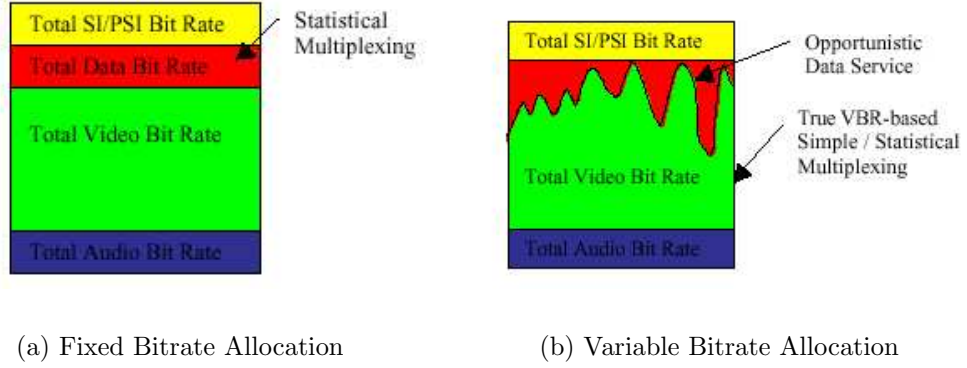 Total SI/PSI Bit Rate
Total Data Bit Rate
Total Video Bit Rate
Total Audio Bit Rate
Statistical
Multiplexing
Total SI/PSI Bit Rate
Total Video Bit Rate
Total Audio Bit Rate
Opportunistic
Data Service
True VBR-based
Simple / Statistical
Multiplexing
(a) Fixed Bitrate Allocation
(b) Variable Bitrate Allocation